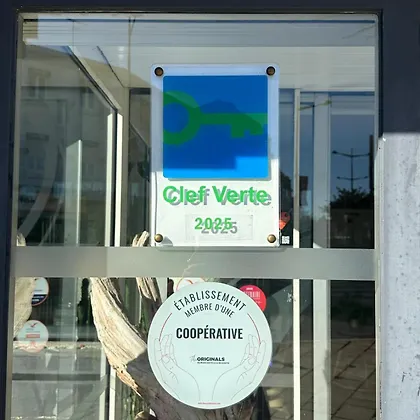 Clef Verte
2025
ÉTABLISSEMENT
MEMBRE D'UNE
COOPÉRATIVE
The ORIGINALS